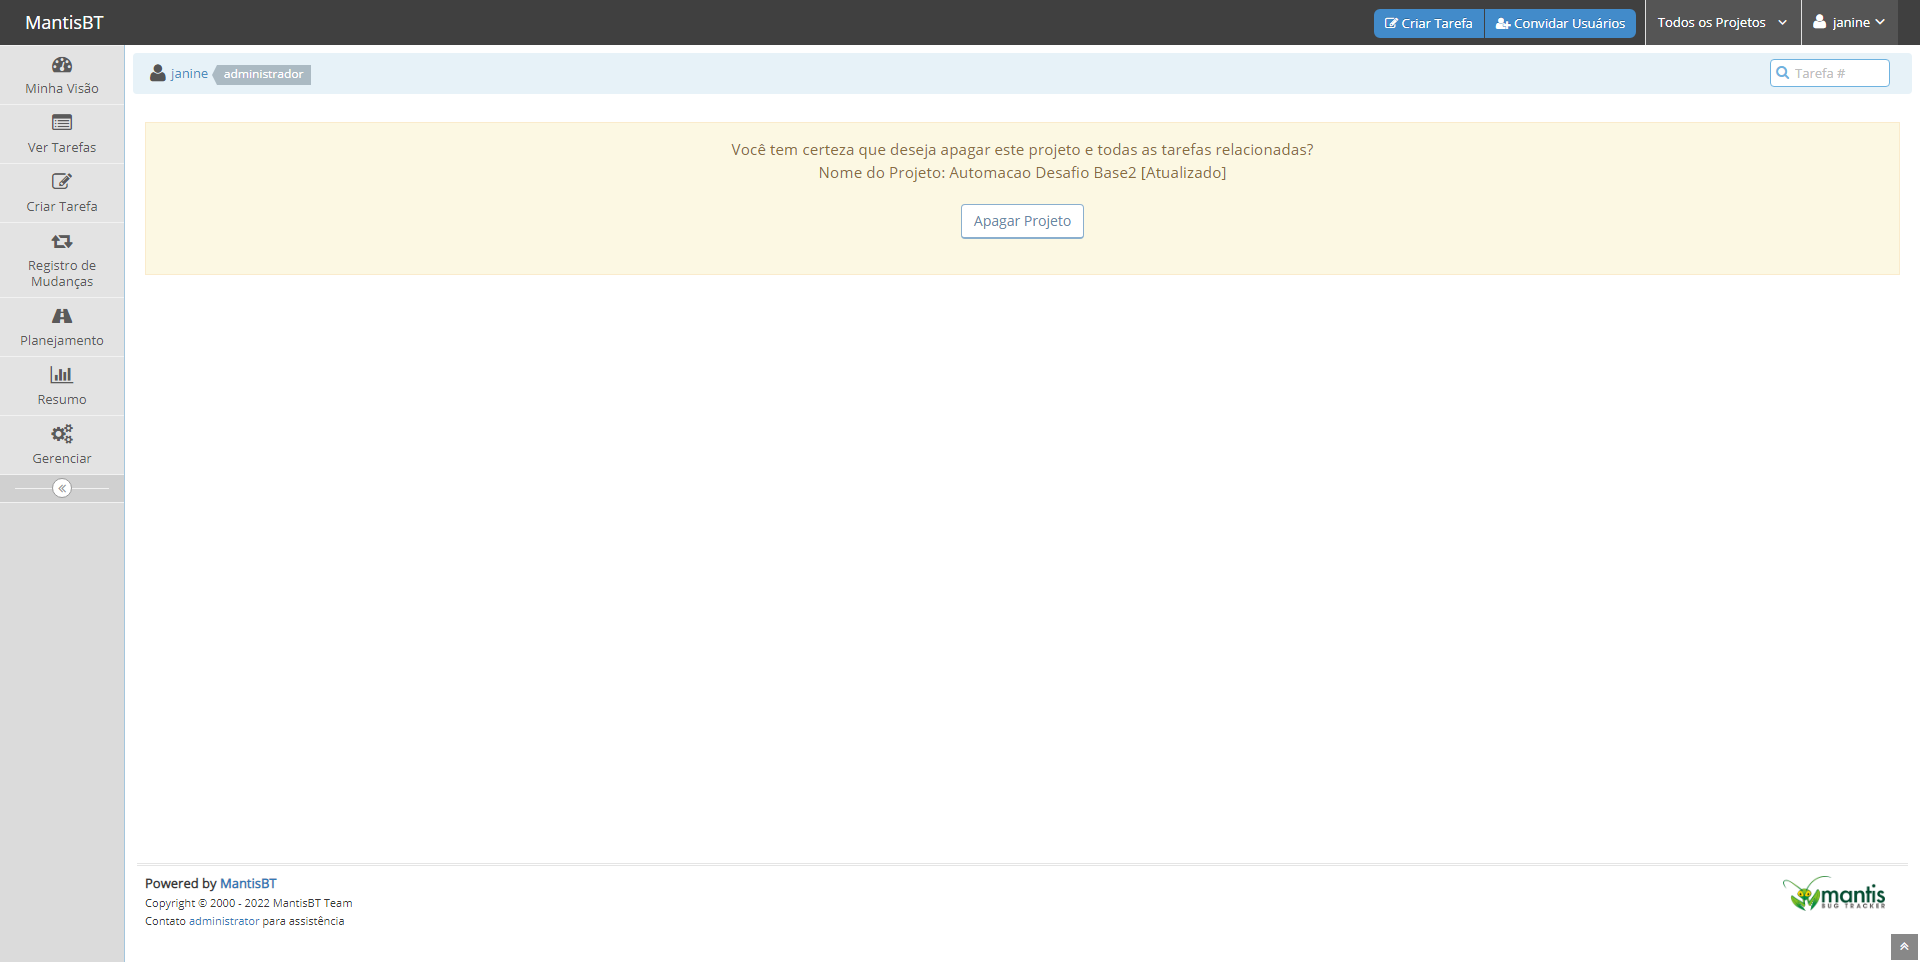 MantisBT
Criar Tarefa
Convidar Usuários
Todos os Projetos
janine
Minha Visão
Ver Tarefas
Criar Tarefa
Registro de
Mudanças
Planejamento
Resumo
Gerenciar
janine administrador
Tarefa #
Você tem certeza que deseja apagar este projeto e todas as tarefas relacionadas?
Nome do Projeto: Automacao Desafio Base2 [Atualizado]
Apagar Projeto
Powered by MantisBT
Copyright © 2000 - 2022 MantisBT Team
Contato administrator para assistência
mantis
BUG TRACKER